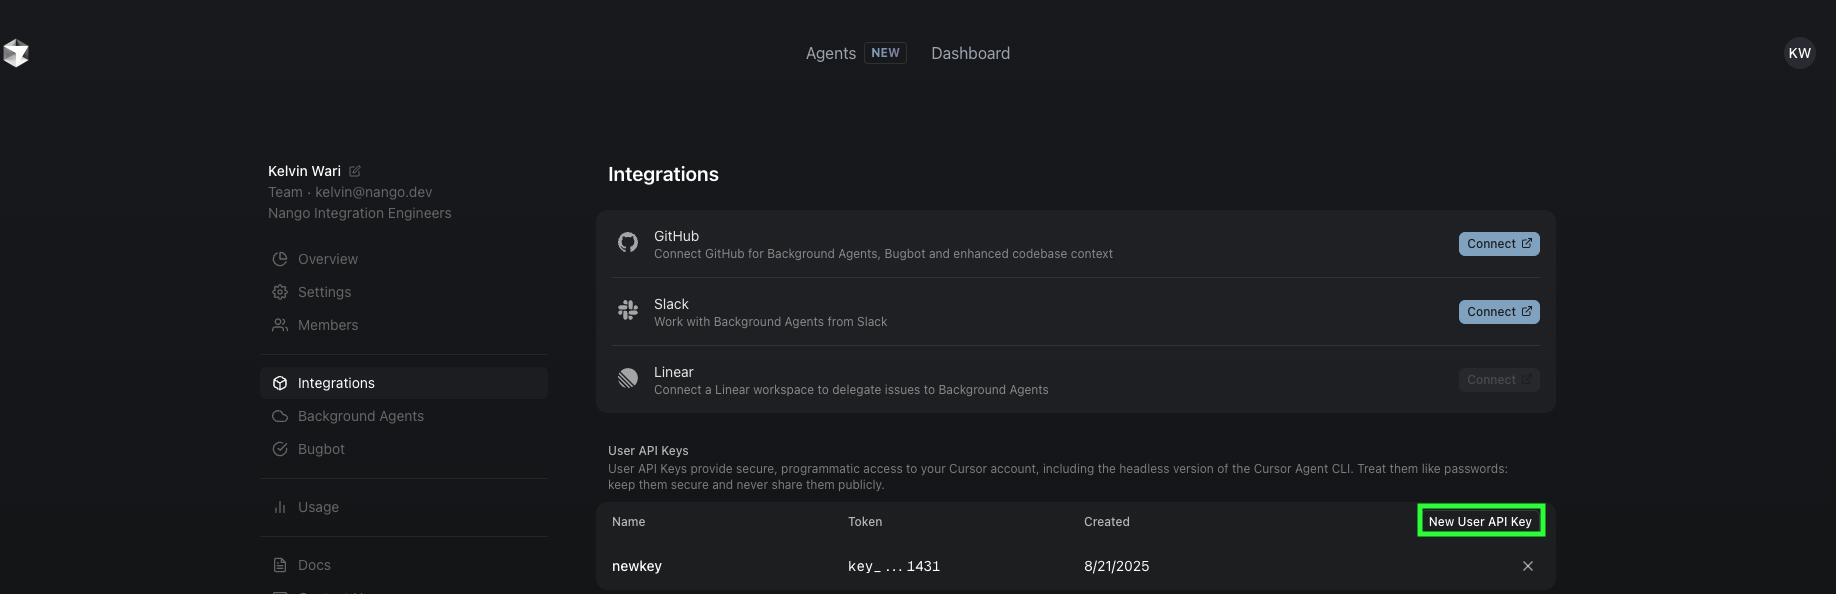 Agents NEW Dashboard
KW
Kelvin Wari
Team · kelvin@nango.dev
Nango Integration Engineers
Overview
Settings
Members
Integrations
Background Agents
Bugbot
Usage
Docs
Integrations
GitHub
Connect GitHub for Background Agents, Bugbot and enhanced codebase context
Connect
Slack
Work with Background Agents from Slack
Connect
Linear
Connect a Linear workspace to delegate issues to Background Agents
Connect
User API Keys
User API Keys provide secure, programmatic access to your Cursor account, including the headless version of the Cursor Agent CLI. Treat them like passwords:
keep them secure and never share them publicly.
Name Token Created New User API Key
newkey key_...1431 8/21/2025